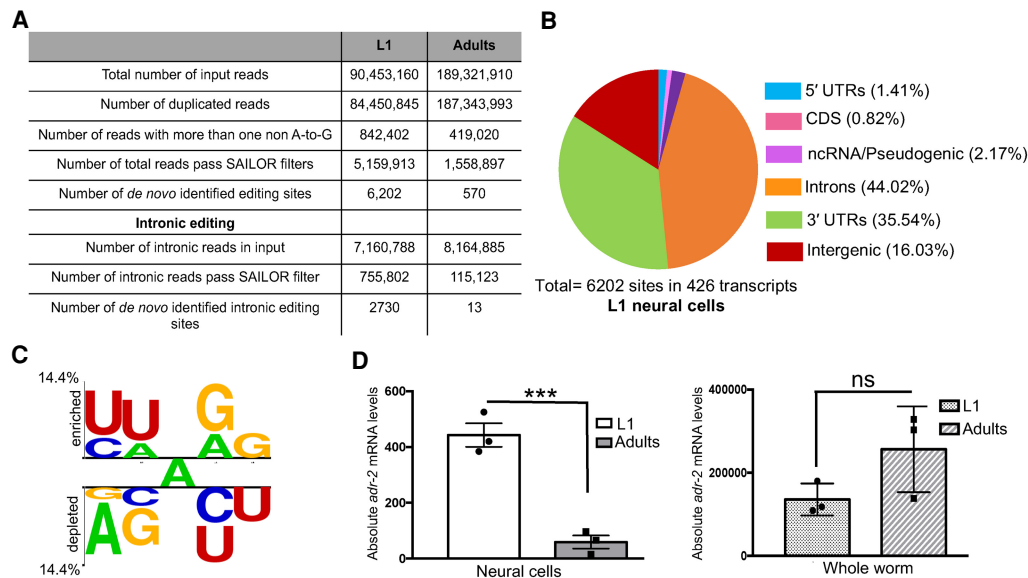 A
L1 Adults
Total number of input reads 90,453,160 189,321,910
Number of duplicated reads 84,450,845 187,343,993
Number of reads with more than one non A-to-G 842,402 419,020
Number of total reads pass SAILOR filters 5,159,913 1,558,897
Number of de novo identified editing sites 6,202 570
Intronic editing
Number of intronic reads in input 7,160,788 8,164,885
Number of intronic reads pass SAILOR filter 755,802 115,123
Number of de novo identified intronic editing 2730 13
sites
B
5′ UTRs (1.41%)
CDS (0.82%)
ncRNA/Pseudogenic (2.17%)
Introns (44.02%)
3′ UTRs (35.54%)
Intergenic (16.03%)
Total= 6202 sites in 426 transcripts
L1 neural cells
C
14.4%
enriched
U U G
C A A G
A
G C C U
A G U
depleted
14.4%
D
Absolute adr-2 mRNA levels
600
400
200
0
***
L1
Adults
Neural cells
Absolute adr-2 mRNA levels
400000
200000
0
ns
L1
Adults
Whole worm